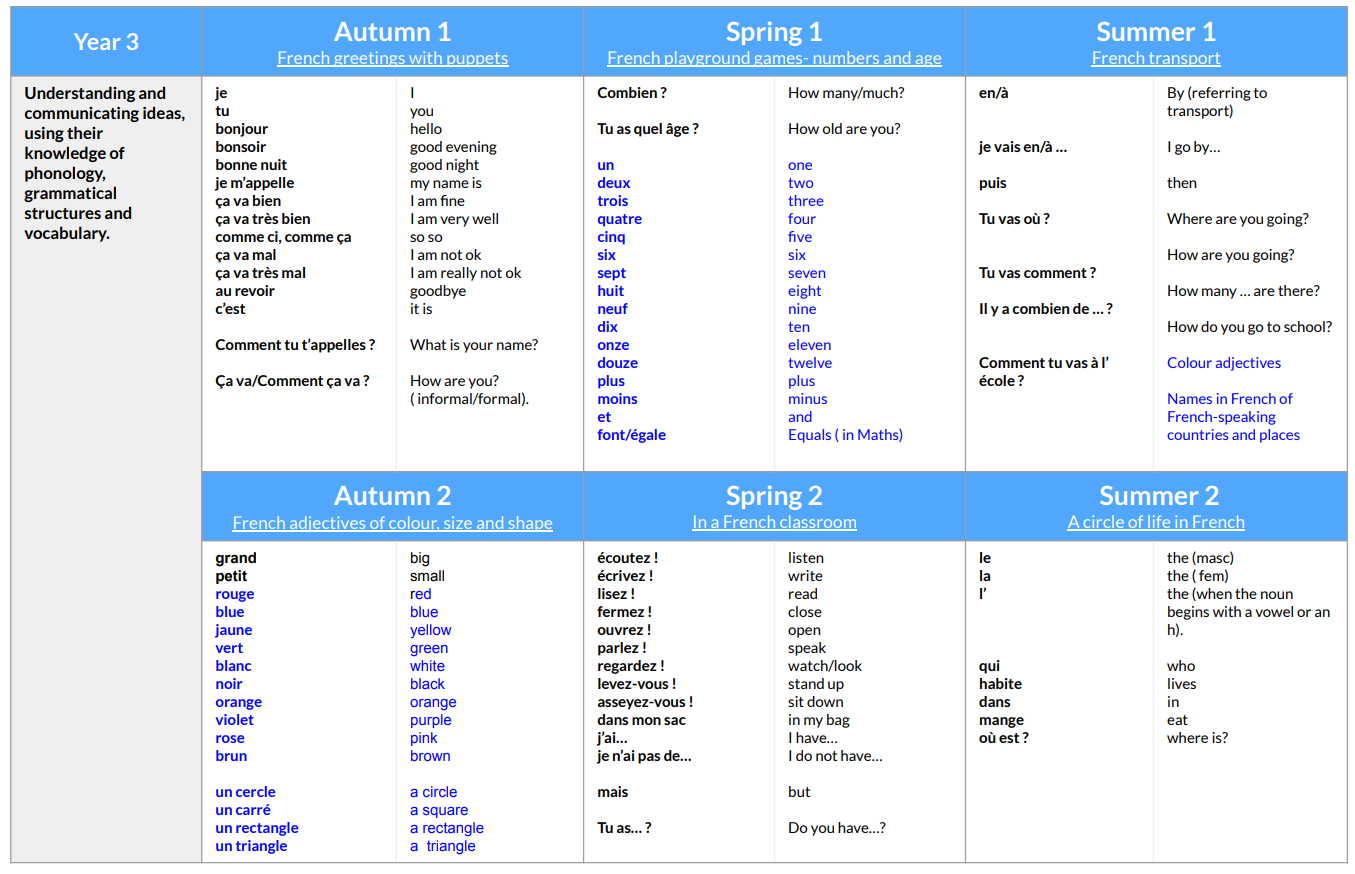 Year 3
Autumn 1
French greetings with puppets
Spring 1
French playground games- numbers and age
Summer 1
French transport
Understanding and
communicating ideas,
using their
knowledge of
phonology,
grammatical
structures and
vocabulary.
je I
tu you
bonjour hello
bonsoir good evening
bonne nuit good night
je m’appelle my name is
ça va bien I am fine
ça va très bien I am very well
comme ci, comme ça so so
ça va mal I am not ok
ça va très mal I am really not ok
au revoir goodbye
c’est it is
Comment tu t’appelles ? What is your name?
Ça va/Comment ça va ? How are you?
( informal/formal).
Combien ? How many/much?
Tu as quel âge ? How old are you?
un one
deux two
trois three
quatre four
cinq five
six six
sept seven
huit eight
neuf nine
dix ten
onze eleven
douze twelve
plus plus
moins minus
et and
font/égale Equals ( in Maths)
en/à By (referring to
transport)
je vais en/à ... I go by…
puis then
Tu vas où ? Where are you going?
How are you going?
Tu vas comment ?
How many … are there?
Il y a combien de ... ?
How do you go to school?
Comment tu vas à l’ Colour adjectives
école ?
Names in French of
French-speaking
countries and places
Autumn 2
French adjectives of colour, size and shape
Spring 2
In a French classroom
Summer 2
A circle of life in French
grand big
petit small
rouge red
blue blue
jaune yellow
vert green
blanc white
noir black
orange orange
violet purple
rose pink
brun brown
un cercle a circle
un carré a square
un rectangle a rectangle
un triangle a triangle
écoutez ! listen
écrivez ! write
lisez ! read
fermez ! close
ouvrez ! open
parlez ! speak
regardez ! watch/look
levez-vous ! stand up
asseyez-vous ! sit down
dans mon sac in my bag
j’ai... I have…
je n’ai pas de... I do not have…
mais but
Tu as... ? Do you have…?
le the (masc)
la the ( fem)
l’ the (when the noun
begins with a vowel or an
h).
qui who
habite lives
dans in
mange eat
où est ? where is?